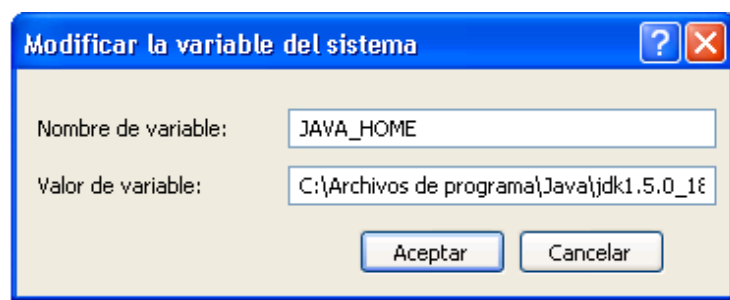 Modificar la variable del sistema
Nombre de variable: JAVA_HOME
Valor de variable: C:\Archivos de programa\Java\jdk1.5.0_18
Aceptar Cancelar